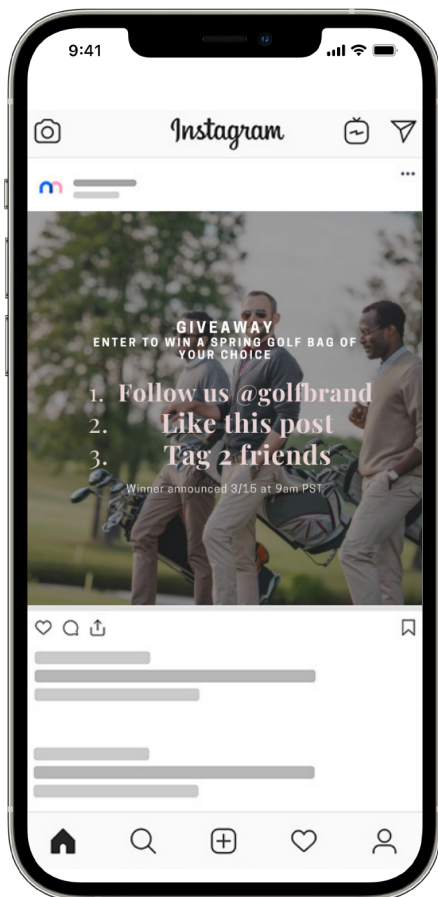 9:41
Instagram
GIVEAWAY
ENTER TO WIN A SPRING GOLF BAG OF
YOUR CHOICE
1. Follow us @golfbrand
2. Like this post
3. Tag 2 friends
Winner announced 3/15 at 9am PST